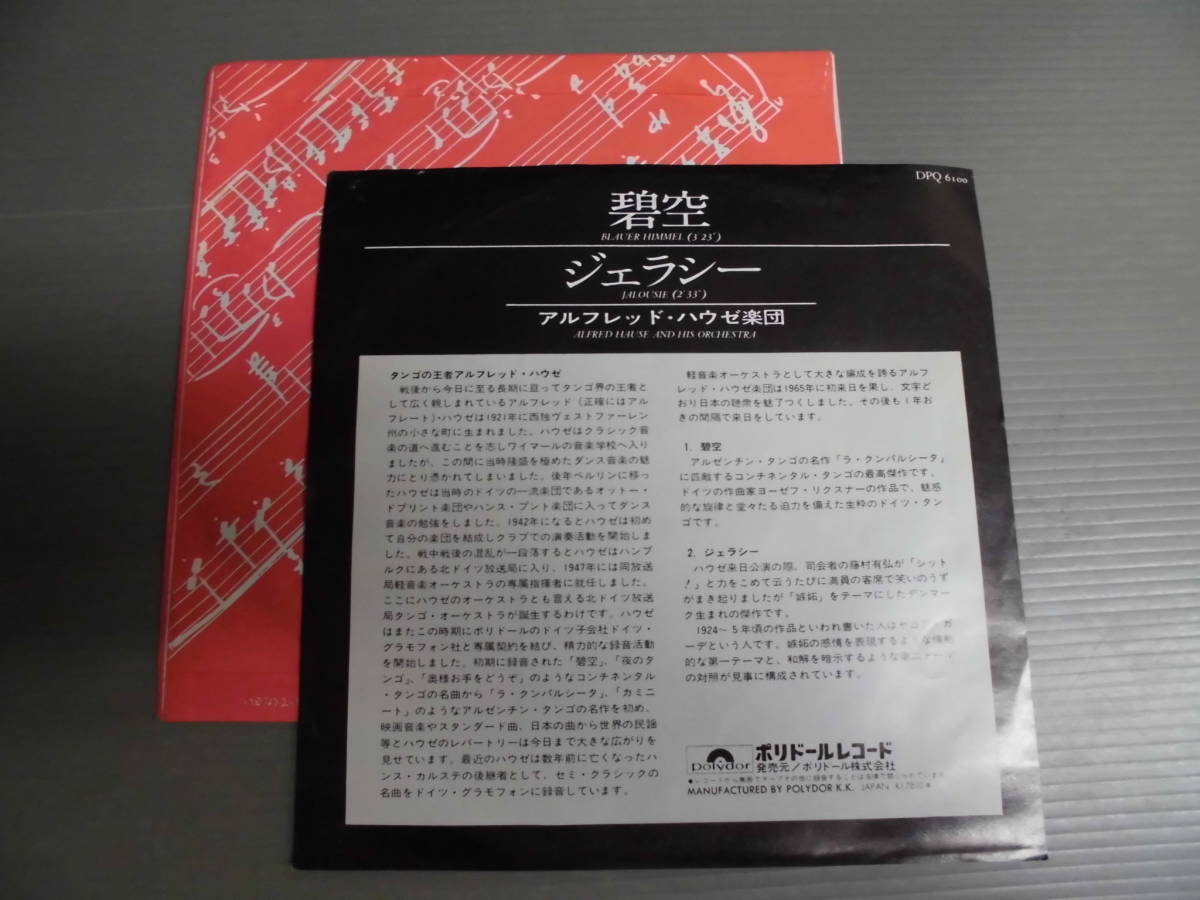 DPQ 6100
碧空
BLAUER HIMMEL (3'23")
ジェラシー
JALOUSIE (2'33")
アルフレッド・ハウゼ楽団
ALFRED HAUSE AND HIS ORCHESTRA
タンゴの王者アルフレッド・ハウゼ
戦後から今日に至る長期に亘ってタンゴ界の王者と
して広く親しまれているアルフレッド(正確にはアル
フレート)・ハウゼは1921年に西独ヴェストファーレン
州の小さな町に生まれました。ハウゼはクラシック音
楽の道へ進むことを志しワイマールの音楽学校へ入り
ましたが、この間に当時隆盛を極めたダンス音楽の魅
力にとり憑かれてしまいました。後年ベルリンに移っ
たハウゼは当時のドイツの一流楽団であるオットー・
ドブリント楽団やハンス・ブント楽団に入ってダンス
音楽の勉強をしました。1942年になるとハウゼは初め
て自分の楽団を結成しクラブでの演奏活動を開始しま
した。戦中戦後の混乱が一段落するとハウゼはハンブ
ルクにある北ドイツ放送局に入り、1947年には同放送
局軽音楽オーケストラの専属指揮者に就任しました。
ここにハウゼのオーケストラとも言える北ドイツ放送
局タンゴ・オーケストラが誕生するわけです。ハウゼ
はまたこの時期にポリドールのドイツ子会社ドイツ・
グラモフォン社と専属契約を結び、精力的な録音活動
を開始しました。初期に録音された「碧空」、「夜のタ
ンゴ」、「奥様お手をどうぞ」のようなコンチネンタル
・タンゴの名曲から「ラ・クンパルシータ」、「カミニ
ート」のようなアルゼンチン・タンゴの名作を初め、
映画音楽やスタンダード曲、日本の曲から世界の民謡
等とハウゼのレパートリーは今日まで大きな広がりを
見せています。最近のハウゼは数年前に亡くなったハ
ンス・カルステの後継者として、セミ・クラシックの
名曲をドイツ・グラモフォンに録音しています。
軽音楽オーケストラとして大きな編成を誇るアルフ
レッド・ハウゼ楽団は1965年に初来日を果し、文字ど
おり日本の聴衆を魅了つくしました。その後も1年お
きの間隔で来日をしています。
1. 碧空
アルゼンチン・タンゴの名作『ラ・クンパルシータ』
に匹敵するコンチネンタル・タンゴの最高傑作です。
ドイツの作曲家ヨーゼフ・リクスナーの作品で、魅惑
的な旋律と堂々たる迫力を備えた生粋のドイツ・タン
ゴです。
2. ジェラシー
ハウゼ来日公演の際、司会者の藤村有弘が「シット
!」と力をこめて云うたびに満員の客席で笑いのうず
がまき起りましたが「嫉妬」をテーマにしたデンマー
ク生まれの傑作です。
1924〜5年頃の作品といわれ書いた人は
ーデという人です。嫉妬の感情を表現するような情熱
的な第一テーマと、和解を暗示するような第二テーマ
の対照が見事に構成されています。
polydor
ポリドールレコード
発売元/ポリドール株式会社
●レコードから無断でテープその他に録音することは法律で禁じられています
MANUFACTURED BY POLYDOR K.K. JAPAN